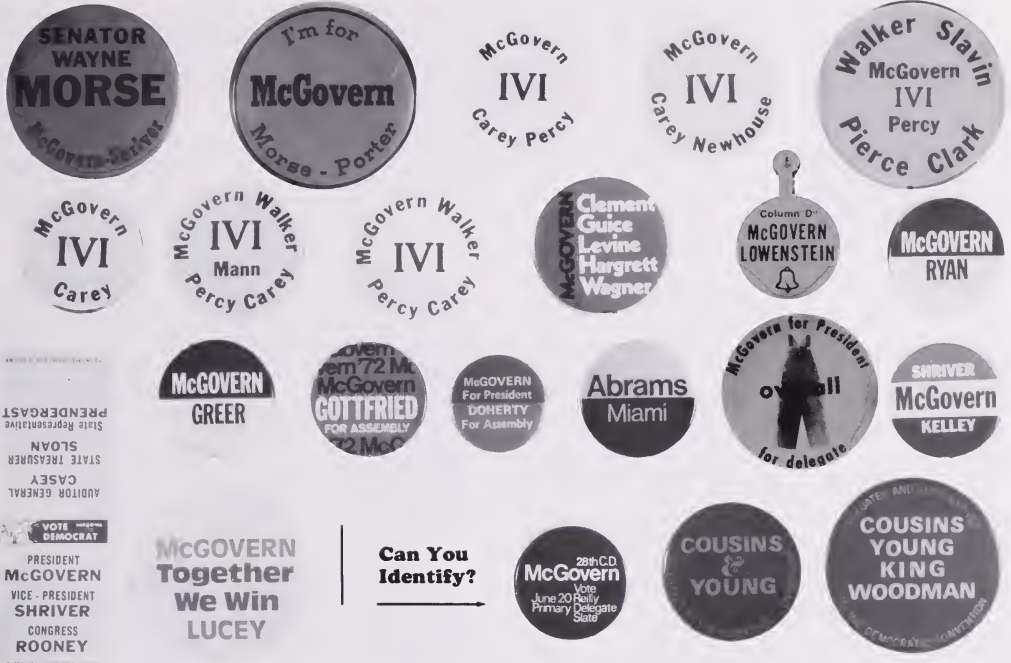 SENATOR
WAYNE
MORSE
McGovern-Shriver
I'm for
McGovern
Morse - Porter
McGovern
IVI
Carey Percy
McGovern
IVI
Carey Newhouse
Walker Slavin
McGovern
IVI
Percy
Pierce Clark
McGovern
IVI
Carey
McGovern Walker
IVI
Mann
Percy Carey
McGovern Walker
IVI
Percy Carey
McGOVERN
Clement
Guice
Levine
Hargrett
Wagner
Column "D"
McGOVERN
LOWENSTEIN
McGOVERN
RYAN
State Representative
PRENDERGAST
STATE TREASURER
SLOAN
AUDITOR GENERAL
CASEY
VOTE
DEMOCRAT
PRESIDENT
McGOVERN
VICE - PRESIDENT
SHRIVER
CONGRESS
ROONEY
McGOVERN
GREER
McGovern
vern '72 Mc
McGovern
GOTTFRIED
FOR ASSEMBLY
'72 McG
McGOVERN
For President
DOHERTY
For Assembly
Abrams
Miami
McGovern for President
overall
for delegate
SHRIVER
McGovern
KELLEY
McGOVERN
Together
We Win
LUCEY
Can You
Identify?
28th C.D.
McGovern
Vote
June 20 Reilly
Primary Delegate
Slate
COUSINS
&
YOUNG
COUSINS
YOUNG
KING
WOODMAN
DEMOCRATIC CONVENTION